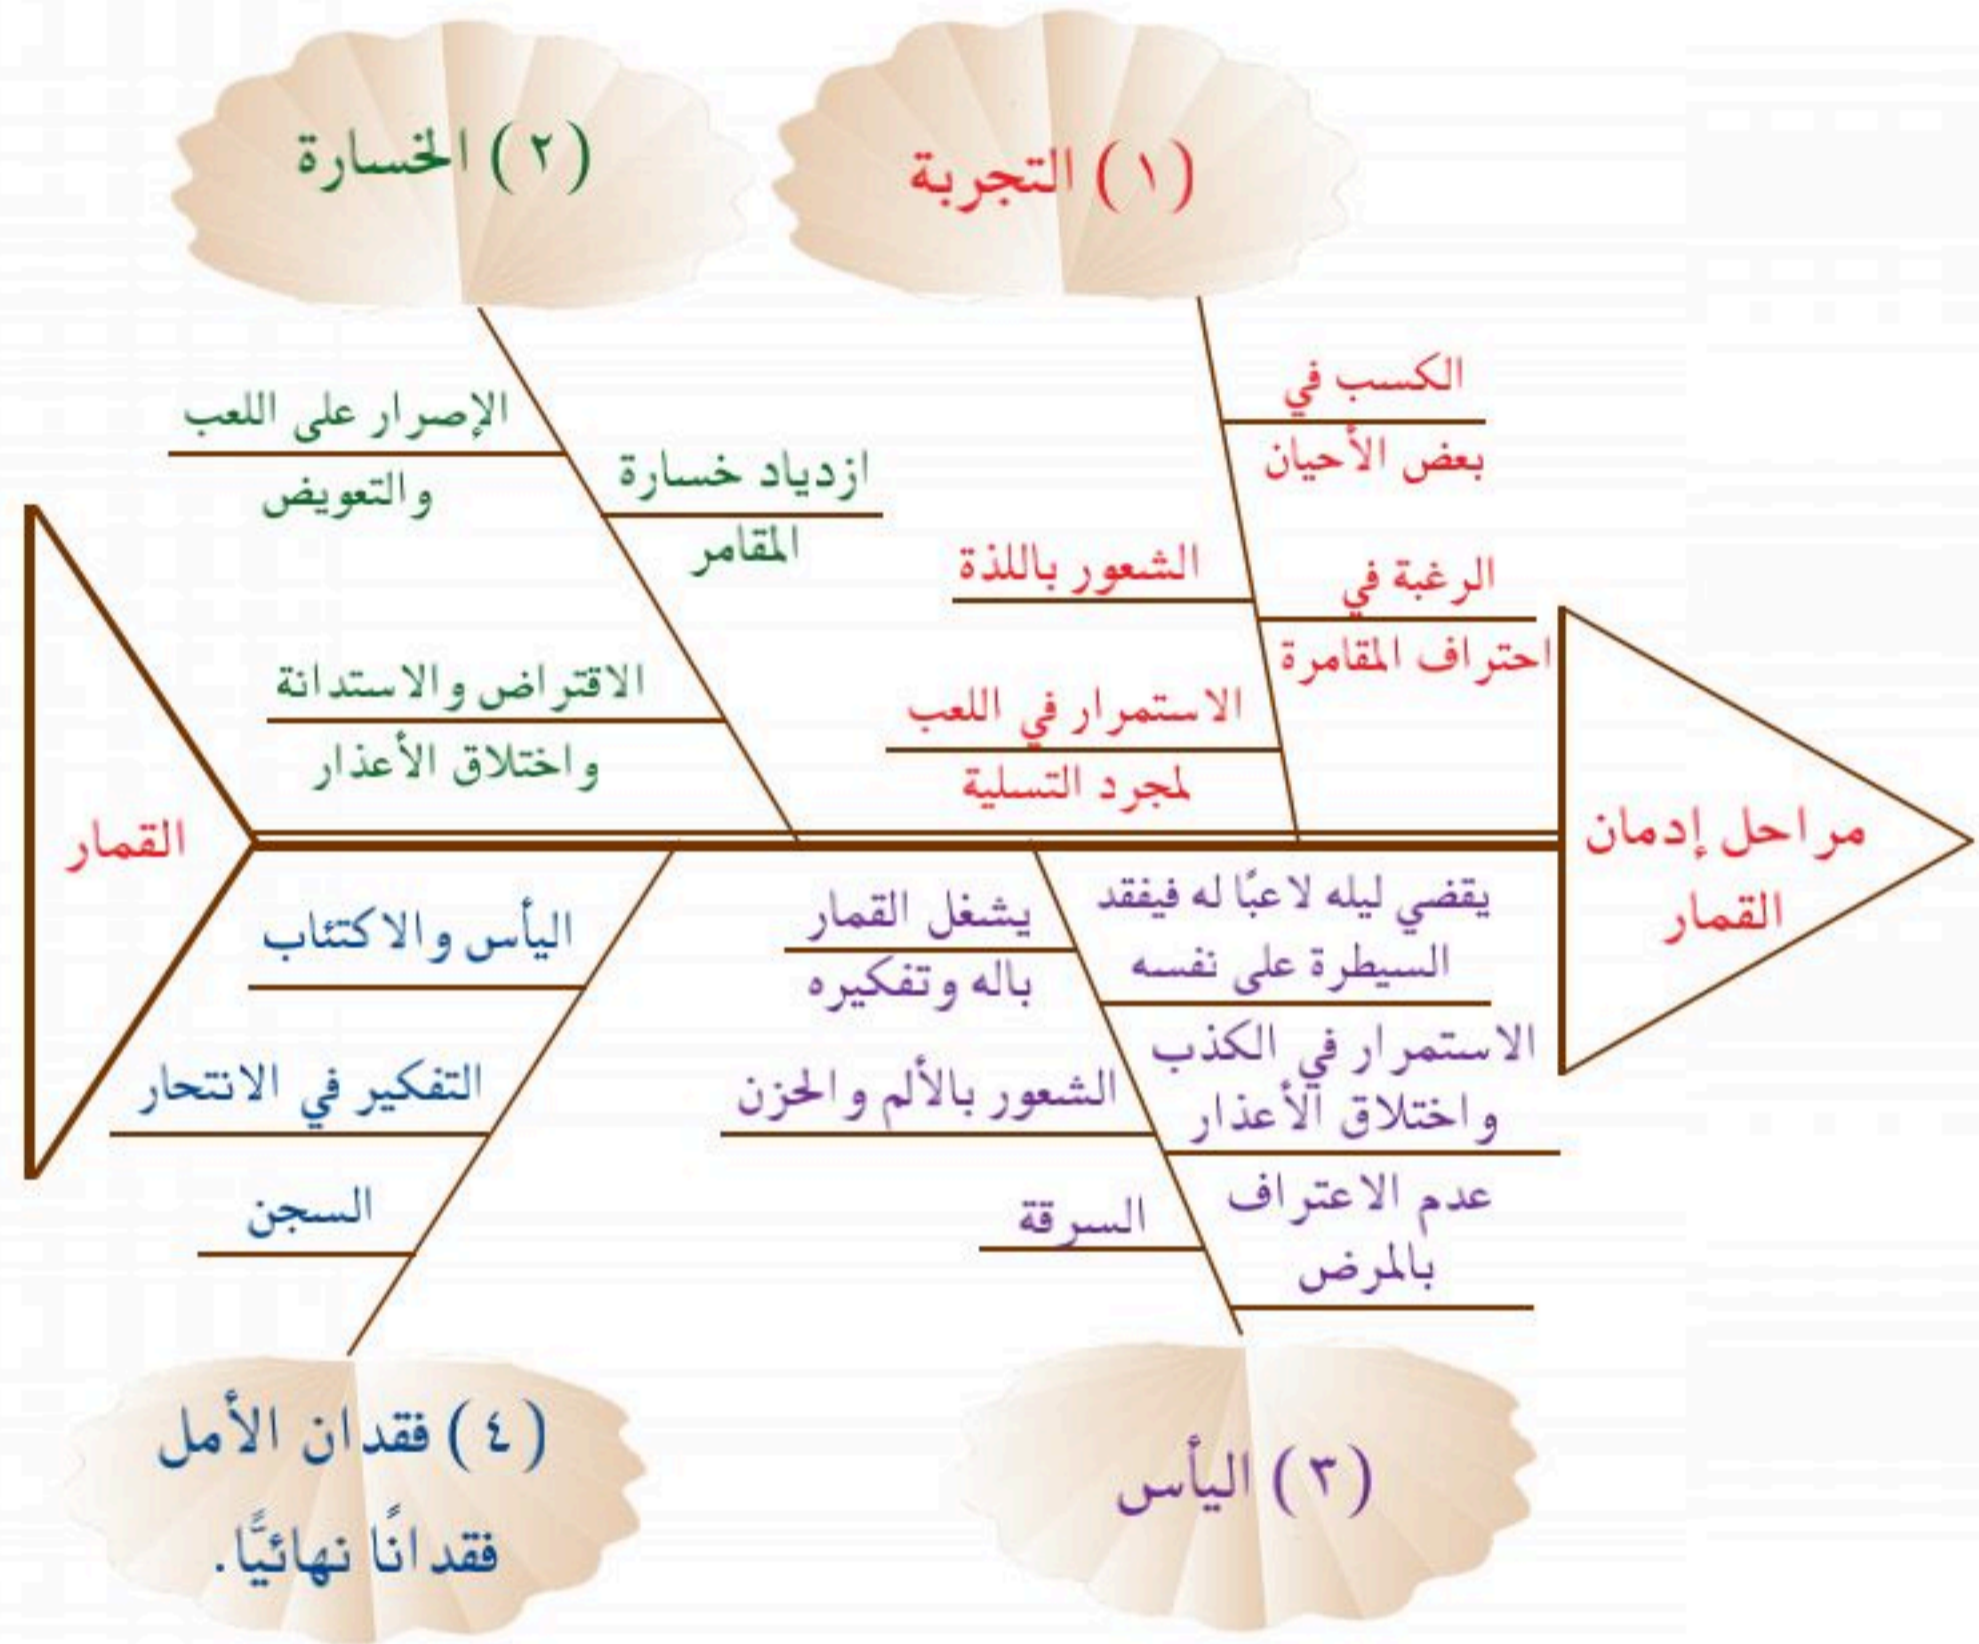 مراحل إدمان
القمار
(١) التجربة
الكسب في
بعض الأحيان
الرغبة في
احتراف المقامرة
الشعور باللذة
الاستمرار في اللعب
لمجرد التسلية
(٢) الخسارة
ازدياد خسارة
المقامر
الإصرار على اللعب
والتعويض
الاقتراض والاستدانة
واختلاق الأعذار
(٣) اليأس
يقضي ليله لاعبًا له فيفقد
السيطرة على نفسه
الاستمرار في الكذب
واختلاق الأعذار
عدم الاعتراف
بالمرض
يشغل القمار
باله وتفكيره
الشعور بالألم والحزن
السرقة
(٤) فقدان الأمل
فقدانًا نهائيًّا.
اليأس والاكتئاب
التفكير في الانتحار
السجن
القمار